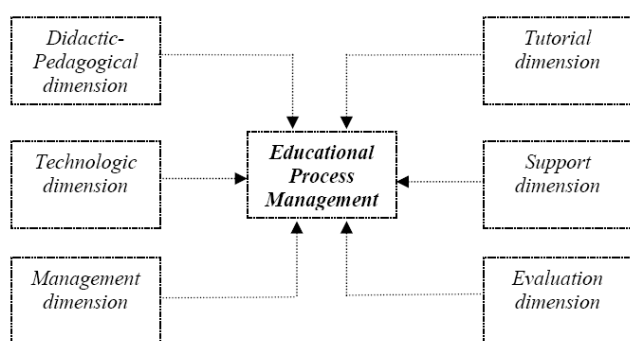 Didactic-
Pedagogical
dimension
Tutorial
dimension
Technologic
dimension
Educational
Process
Management
Support
dimension
Management
dimension
Evaluation
dimension